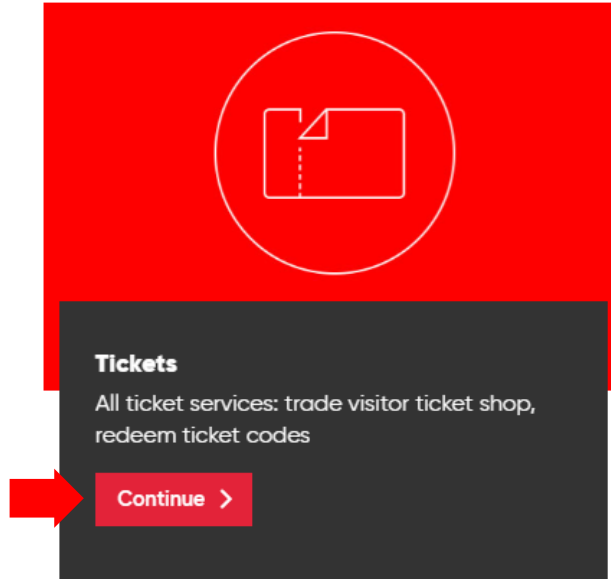 Tickets
All ticket services: trade visitor ticket shop,
redeem ticket codes
Continue